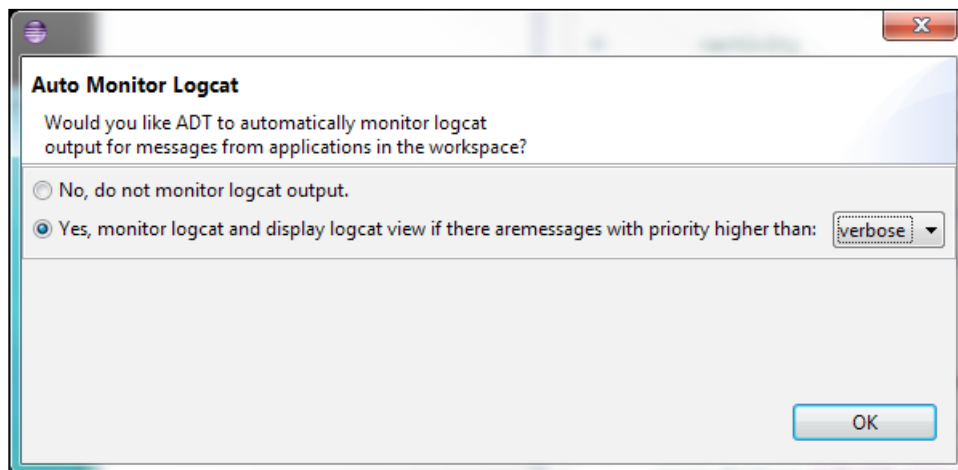 Auto Monitor Logcat
Would you like ADT to automatically monitor logcat
output for messages from applications in the workspace?
No, do not monitor logcat output.
Yes, monitor logcat and display logcat view if there aremessages with priority higher than: verbose
OK